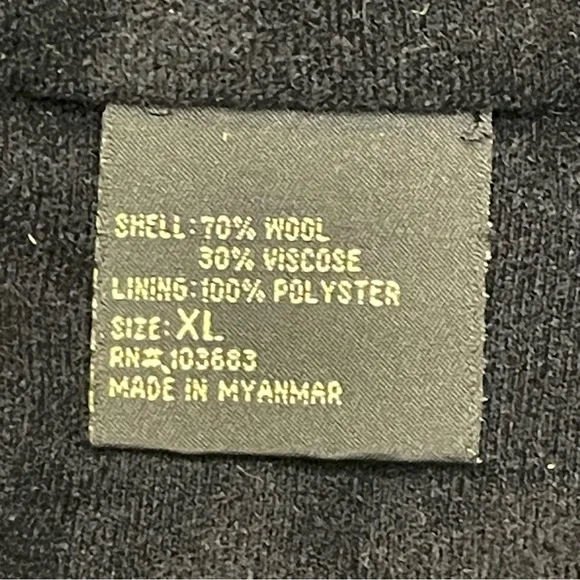 SHELL: 70% WOOL
30% VISCOSE
LINING: 100% POLYSTER
SIZE: XL
RN# 103683
MADE IN MYANMAR